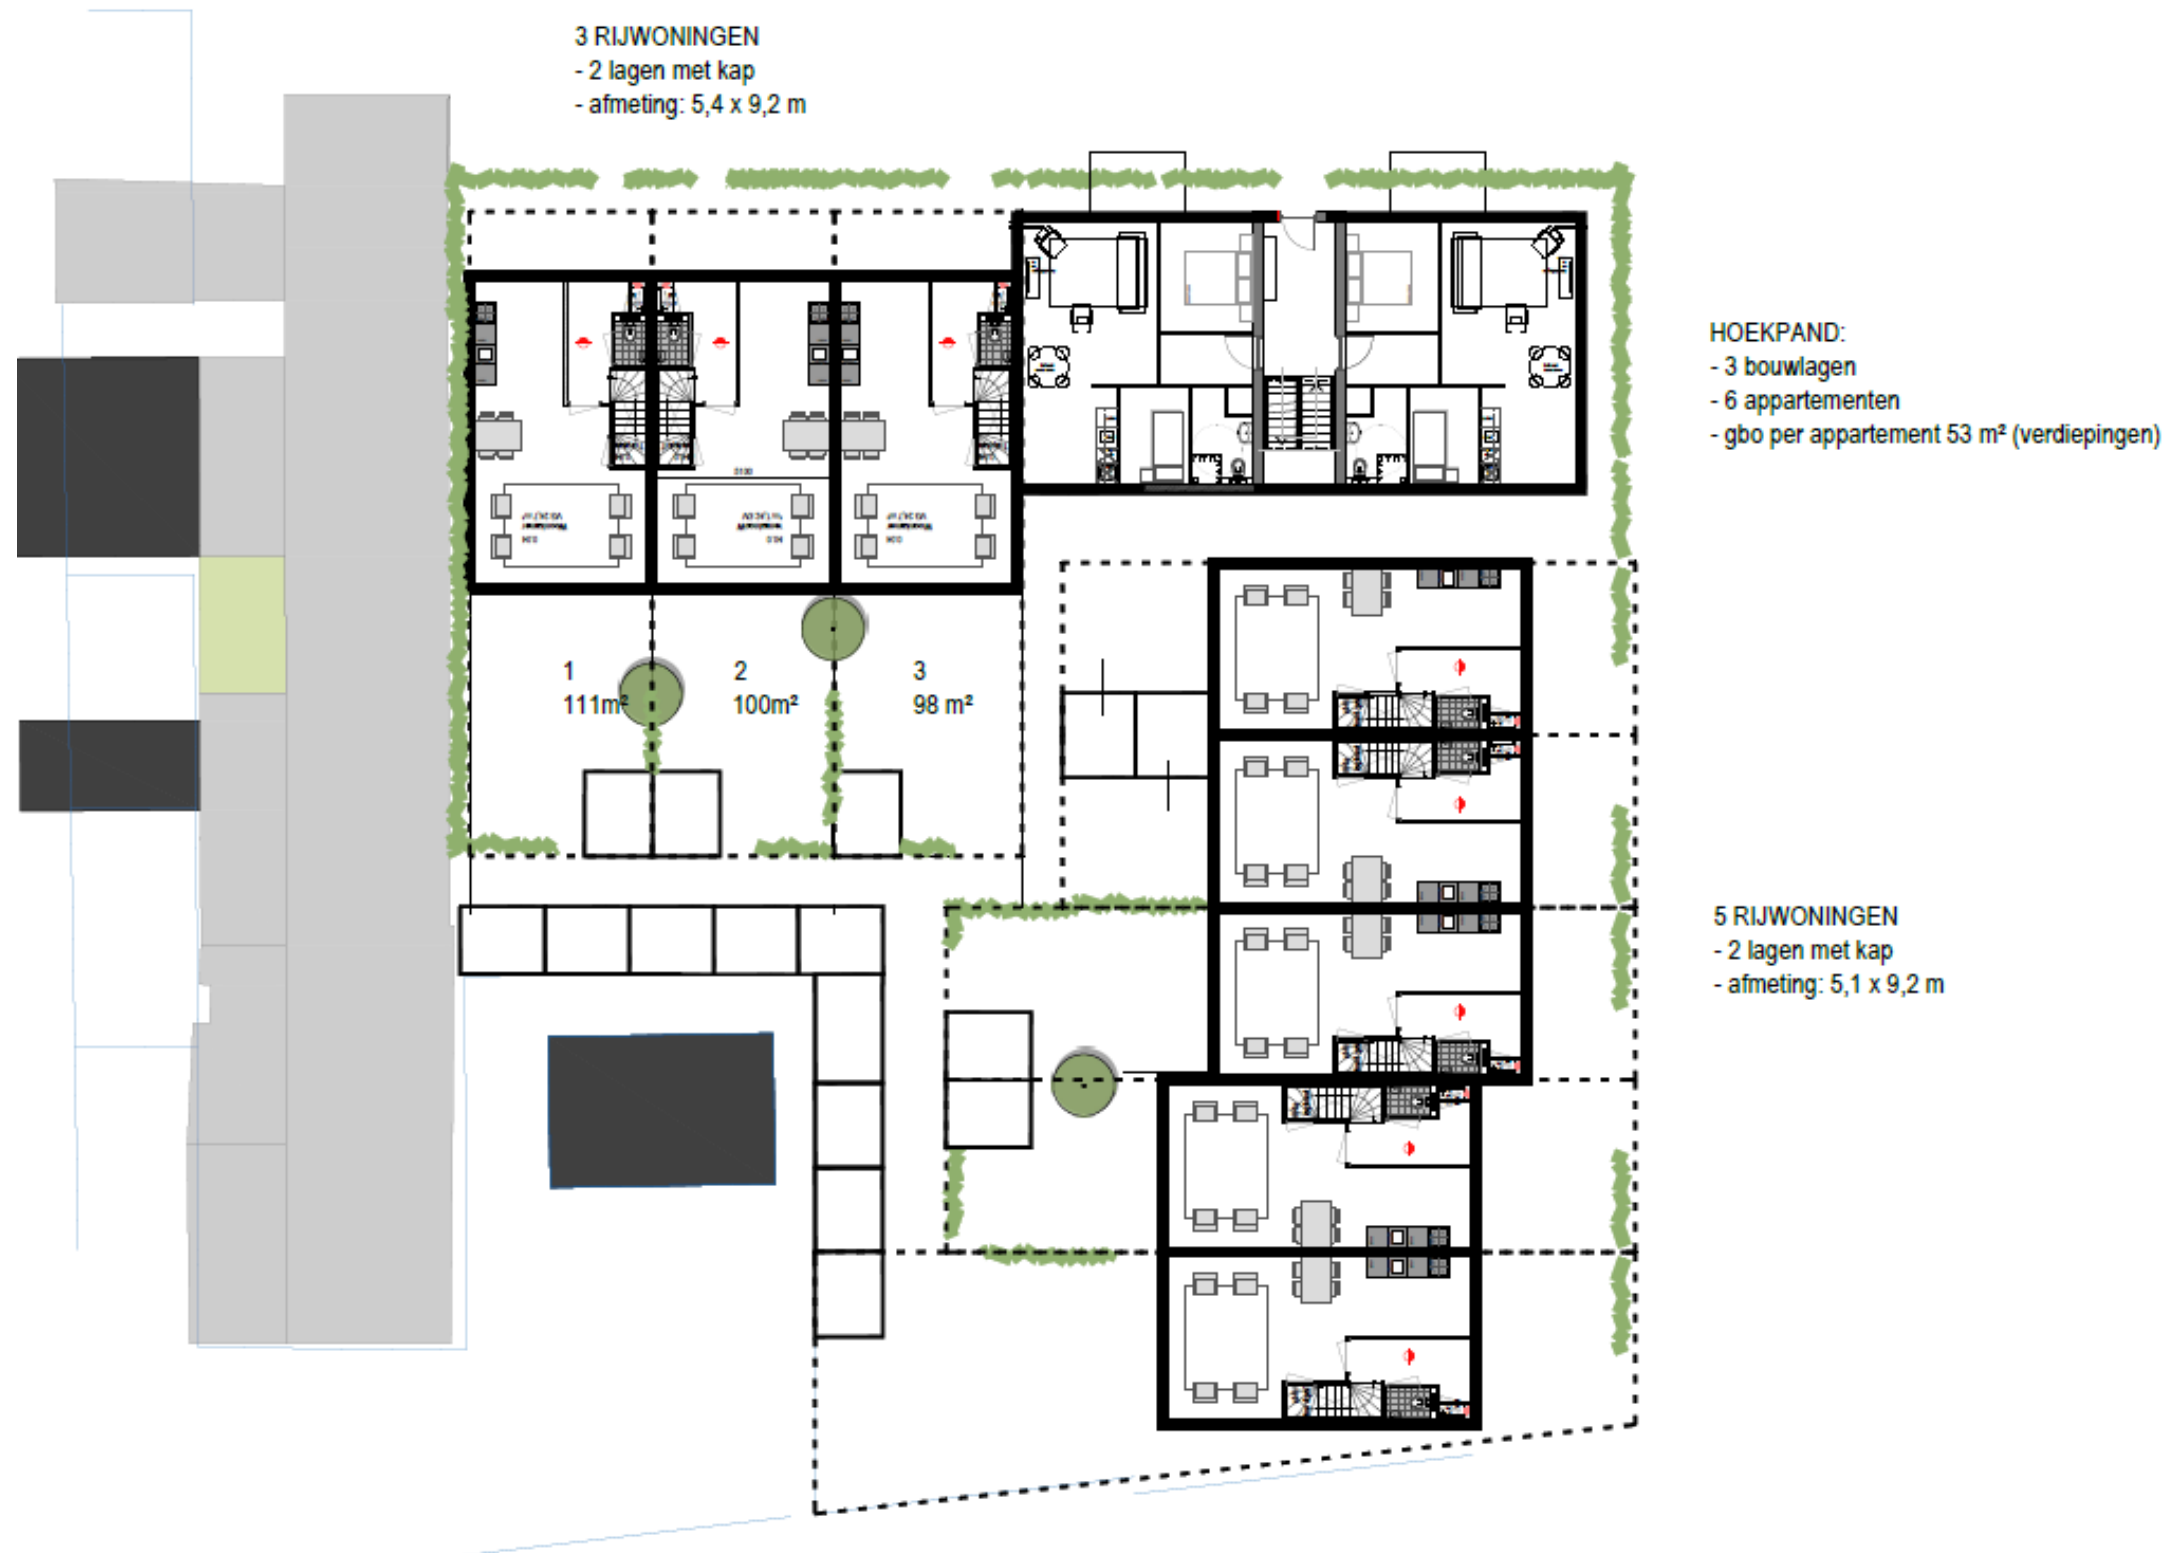 3 RIJWONINGEN
- 2 lagen met kap
- afmeting: 5,4 x 9,2 m
HOEKPAND:
- 3 bouwlagen
- 6 appartementen
- gbo per appartement 53 m² (verdiepingen)
1
111m²
2
100m²
3
98 m²
5 RIJWONINGEN
- 2 lagen met kap
- afmeting: 5,1 x 9,2 m